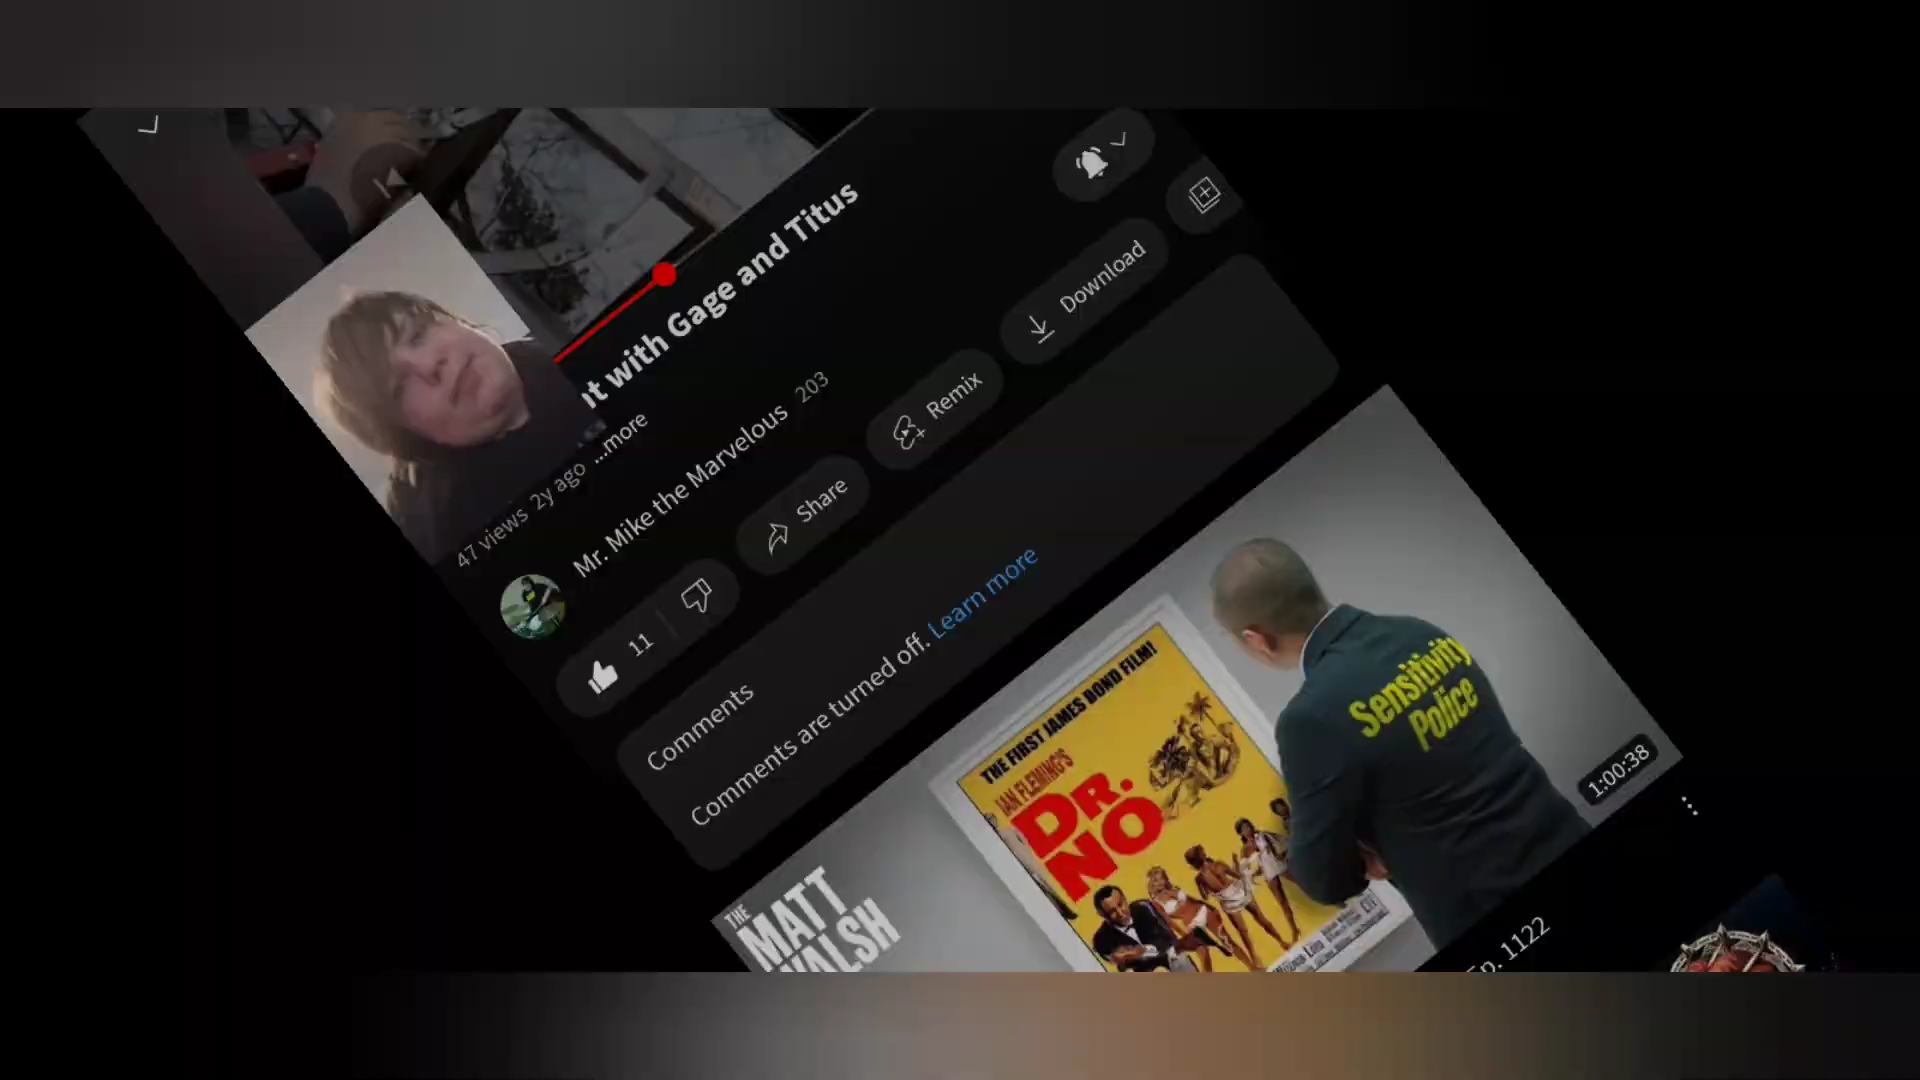 nt with Gage and Titus
47 views 2y ago ...more
Mr. Mike the Marvelous 203
11
Share
Remix
Download
Comments
Comments are turned off. Learn more
THE FIRST JAMES BOND FILM!
IAN FLEMING'S
DR.
NO
Sensitivity
Police
1:00:38
THE
MATT
WALSH
Ep. 1122